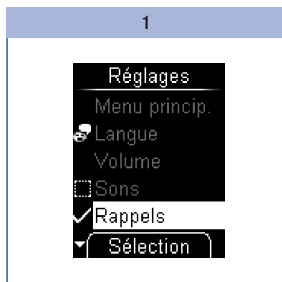 1
Réglages
Menu princip.
Langue
Volume
Sons
Rappels
Sélection